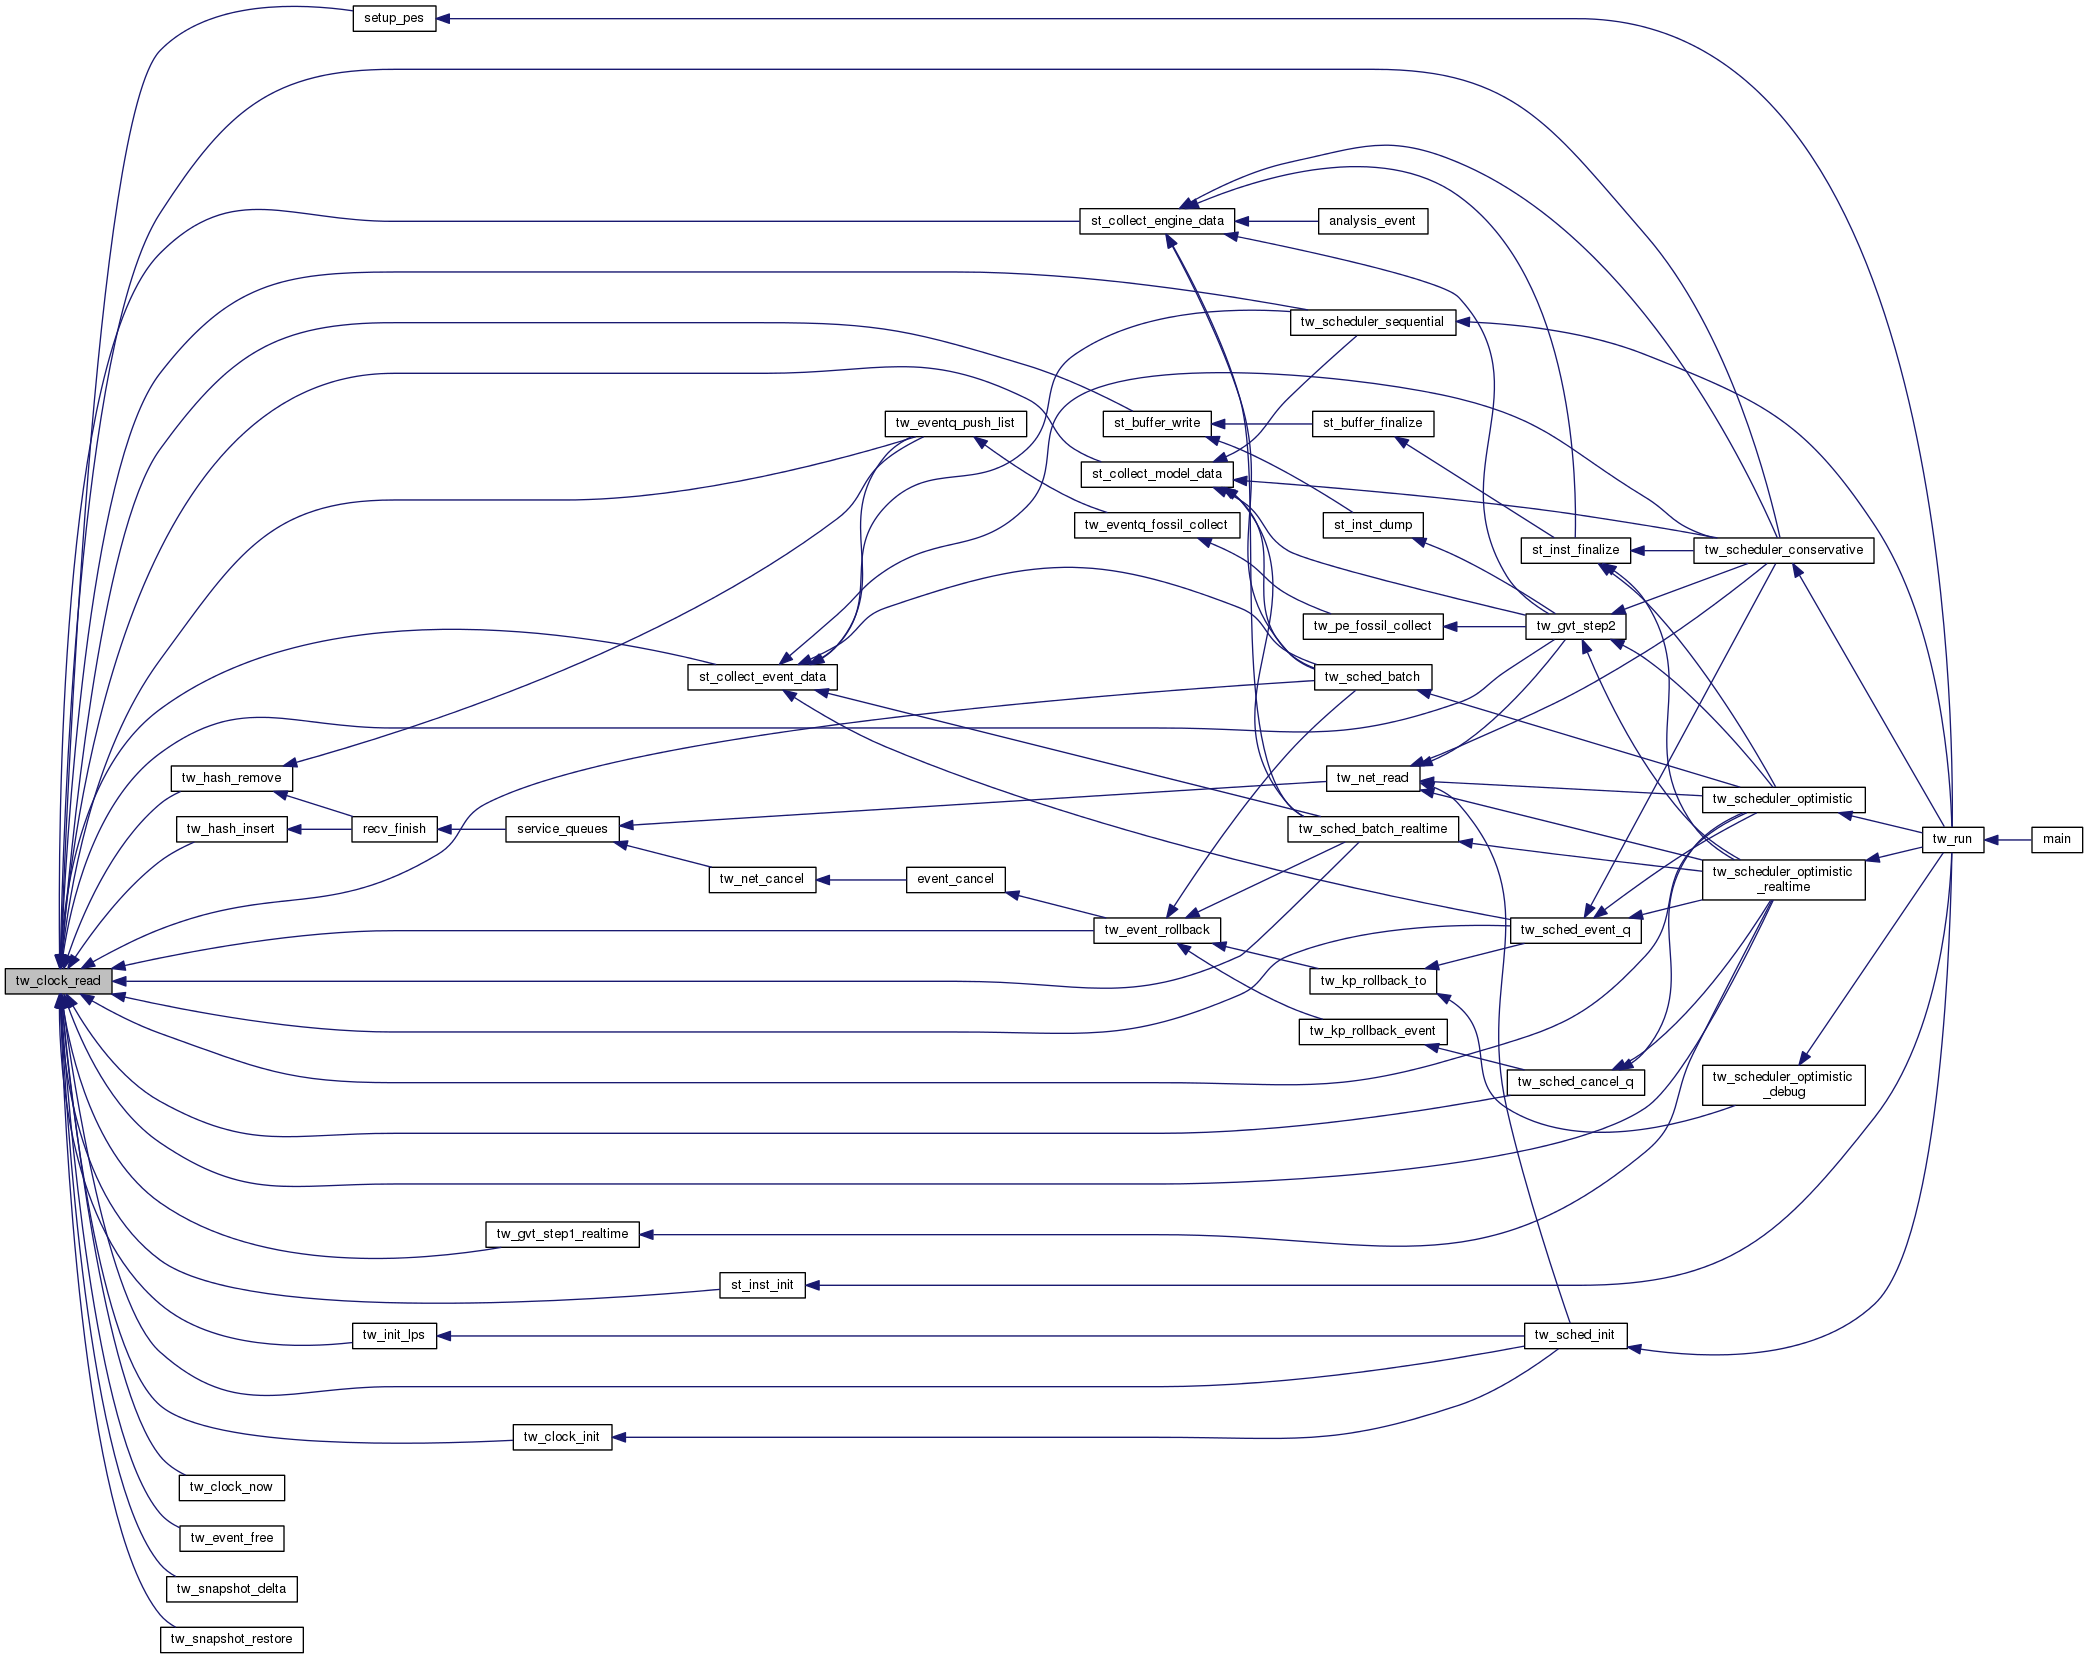 setup_pes
st_collect_engine_data
analysis_event
tw_scheduler_sequential
tw_eventq_push_list
st_buffer_write
st_buffer_finalize
st_collect_model_data
tw_eventq_fossil_collect
st_inst_dump
st_inst_finalize
tw_scheduler_conservative
tw_pe_fossil_collect
tw_gvt_step2
st_collect_event_data
tw_sched_batch
tw_hash_remove
tw_net_read
tw_scheduler_optimistic
tw_hash_insert
recv_finish
service_queues
tw_sched_batch_realtime
tw_run
main
tw_net_cancel
event_cancel
tw_scheduler_optimistic
_realtime
tw_event_rollback
tw_sched_event_q
tw_clock_read
tw_kp_rollback_to
tw_kp_rollback_event
tw_sched_cancel_q
tw_scheduler_optimistic
_debug
tw_gvt_step1_realtime
st_inst_init
tw_init_lps
tw_sched_init
tw_clock_init
tw_clock_now
tw_event_free
tw_snapshot_delta
tw_snapshot_restore